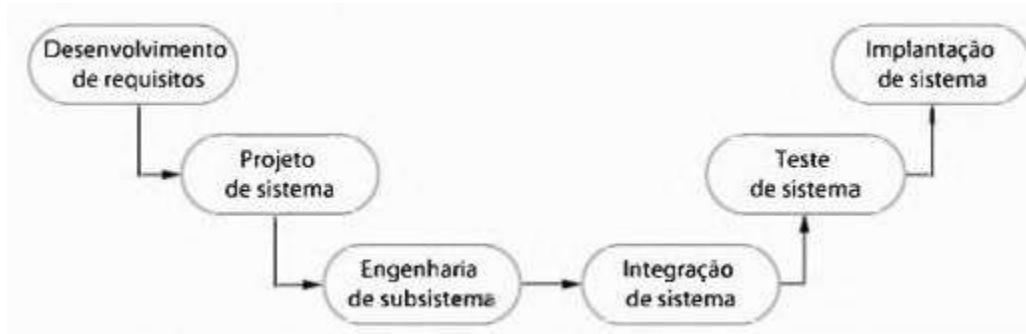 Desenvolvimento
de requisitos
Projeto
de sistema
Engenharia
de subsistema
Integração
de sistema
Teste
de sistema
Implantação
de sistema